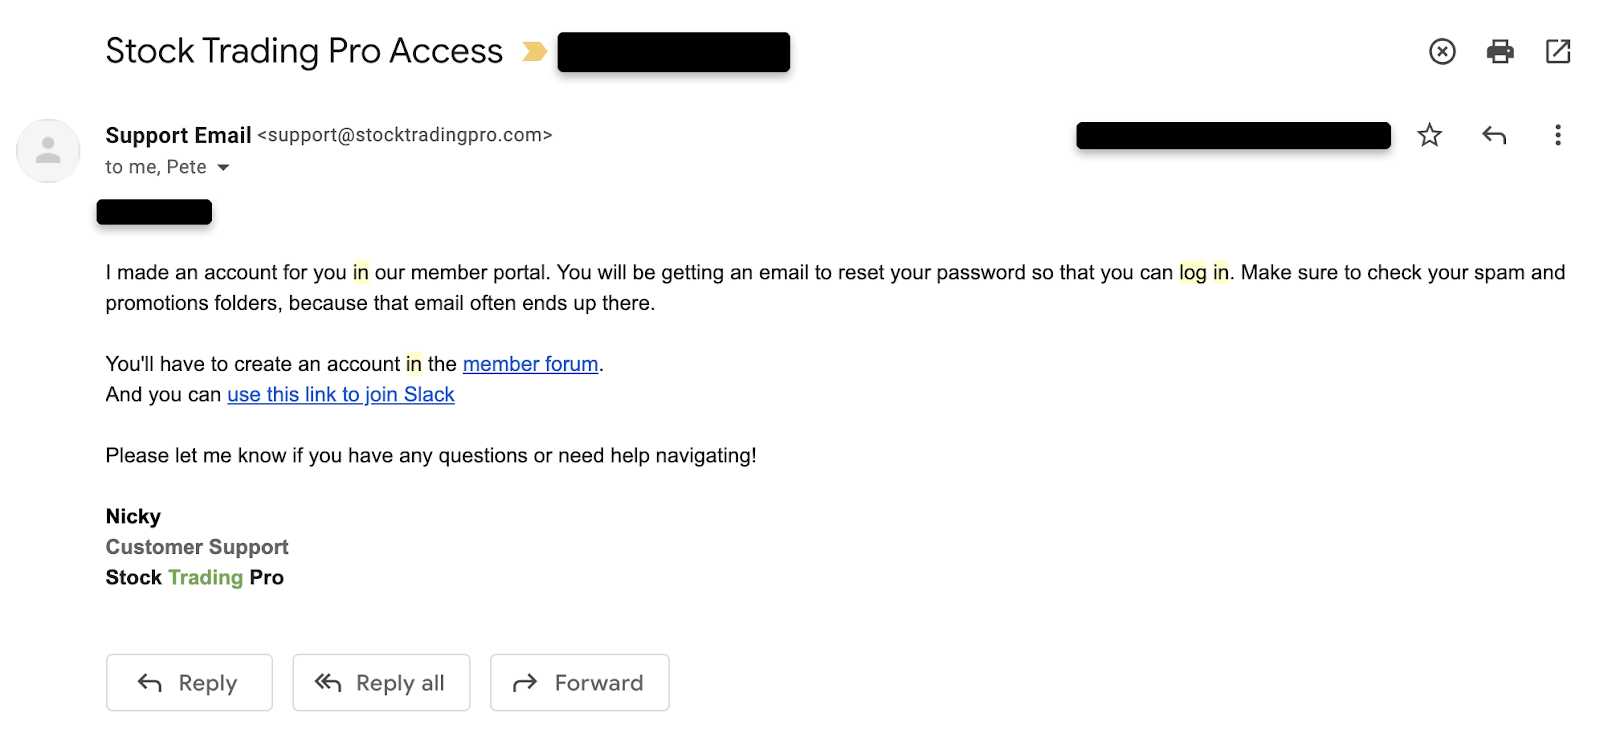 Stock Trading Pro Access
Support Email <support@stocktradingpro.com>
to me, Pete
I made an account for you in our member portal. You will be getting an email to reset your password so that you can log in. Make sure to check your spam and
promotions folders, because that email often ends up there.
You'll have to create an account in the member forum.
And you can use this link to join Slack
Please let me know if you have any questions or need help navigating!
Nicky
Customer Support
Stock Trading Pro
Reply Reply all Forward